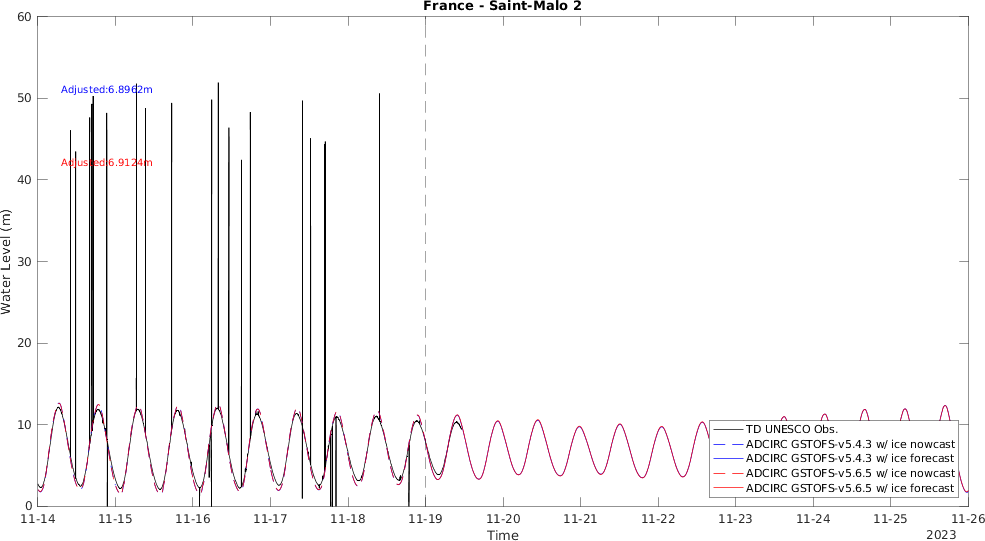 France - Saint-Malo 2
60
50
40
30
20
10
0
Water Level (m)
Adjusted:6.8962m
Adjusted:6.9124m
TD UNESCO Obs.
ADCIRC GSTOFS-v5.4.3 w/ ice nowcast
ADCIRC GSTOFS-v5.4.3 w/ ice forecast
ADCIRC GSTOFS-v5.6.5 w/ ice nowcast
ADCIRC GSTOFS-v5.6.5 w/ ice forecast
11-14 11-15 11-16 11-17 11-18 11-19 11-20 11-21 11-22 11-23 11-24 11-25 11-26
Time
2023